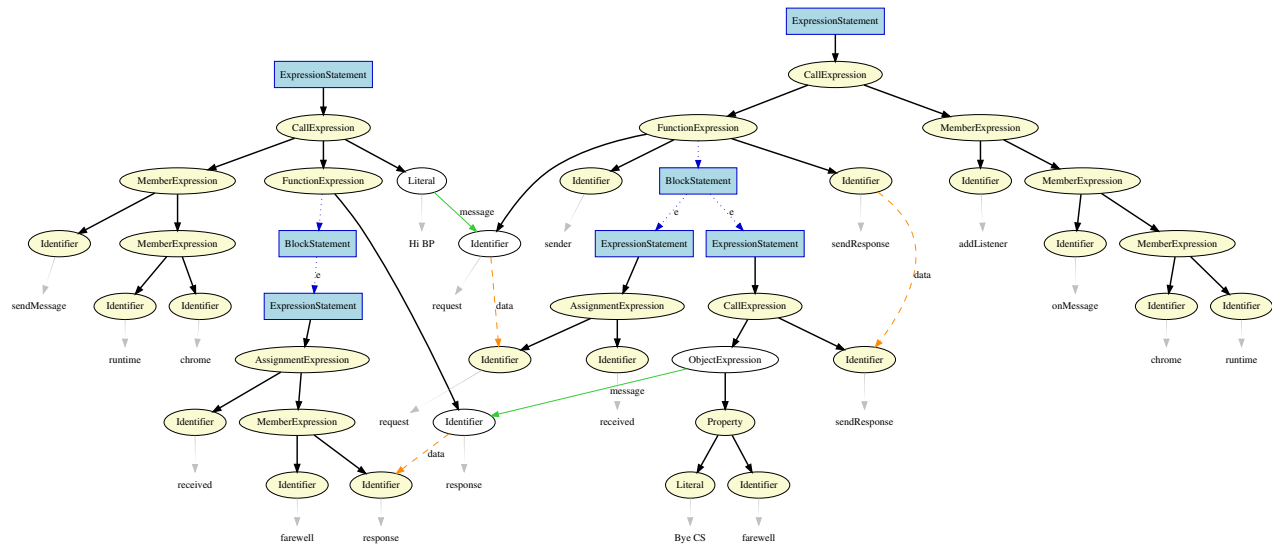 ExpressionStatement
ExpressionStatement
CallExpression
CallExpression
FunctionExpression
MemberExpression
MemberExpression
FunctionExpression
Literal
Identifier
BlockStatement
Identifier
Identifier
MemberExpression
message
Identifier
MemberExpression
BlockStatement
Hi BP
Identifier
sender
e
e
ExpressionStatement
ExpressionStatement
sendResponse
addListener
Identifier
MemberExpression
e
data
sendMessage
Identifier
Identifier
ExpressionStatement
request
data
AssignmentExpression
CallExpression
onMessage
Identifier
Identifier
runtime
chrome
AssignmentExpression
Identifier
Identifier
ObjectExpression
Identifier
chrome
runtime
message
Identifier
MemberExpression
request
Identifier
received
Property
sendResponse
data
received
Identifier
Identifier
response
Literal
Identifier
farewell
response
Bye CS
farewell